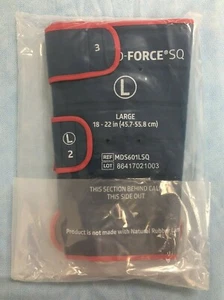 3
-FORCE® SQ
L
LARGE
18 - 22 in (45.7-55.8 cm)
L
2
REF MDS601LSQ
LOT 86417021003
THIS SECTION BEHIND CALF
THIS SIDE OUT
Product is not made with Natural Rubber